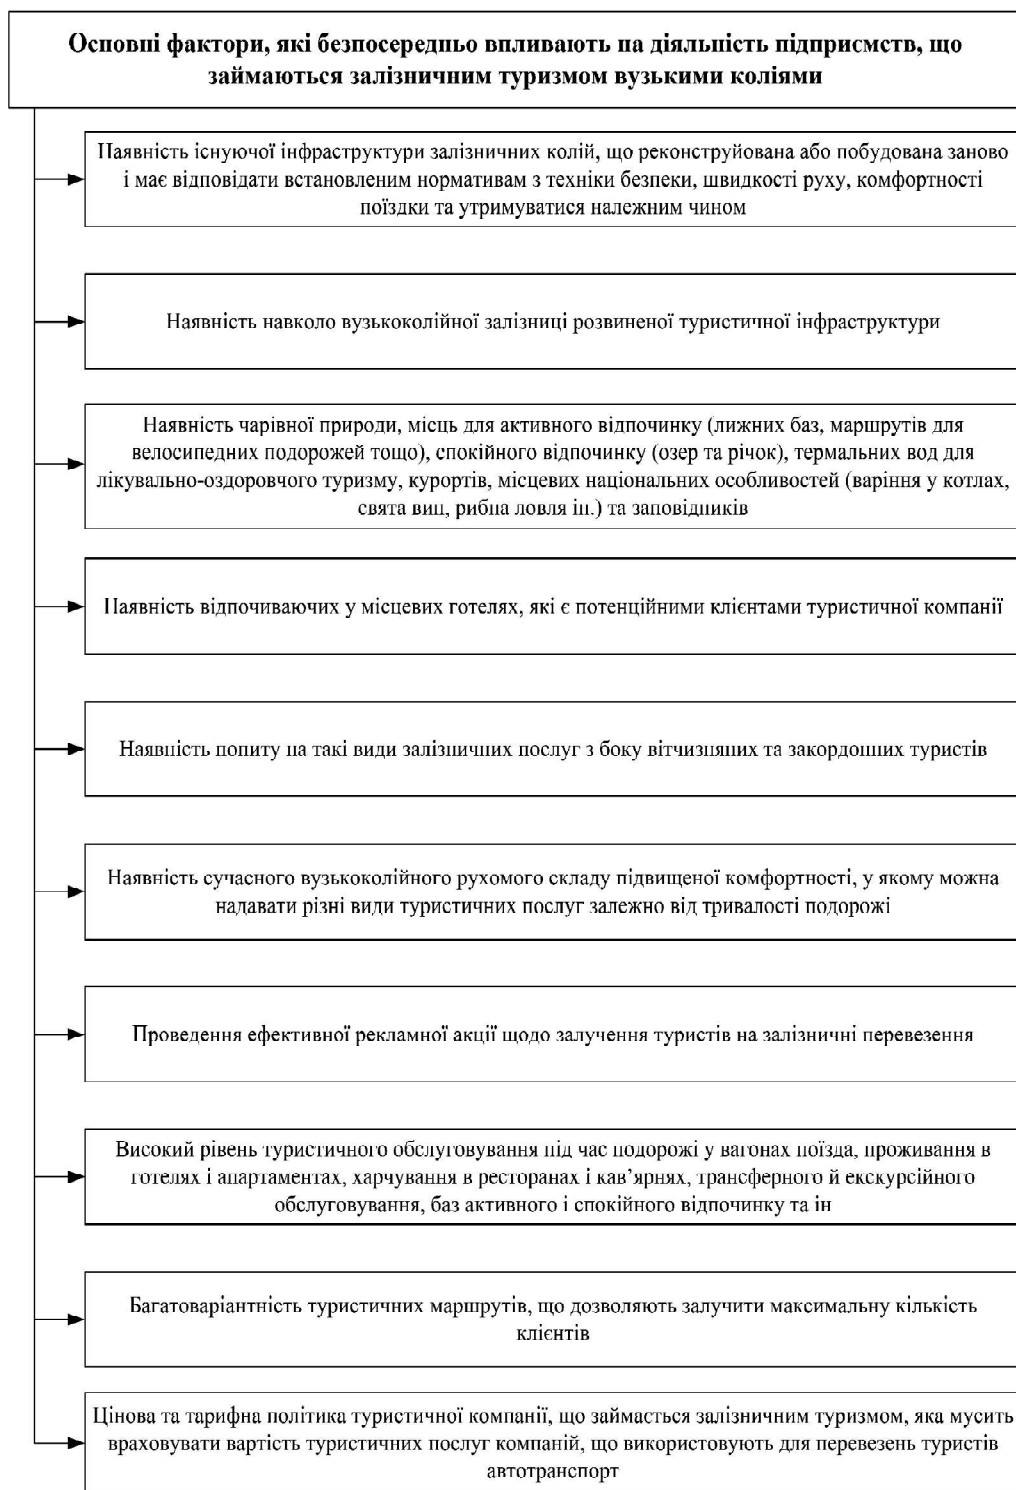 Основні фактори, які безпосередньо впливають на діяльність підприємств, що
займаються залізничним туризмом вузькими коліями
Наявність існуючої інфраструктури залізничних колій, що реконструйована або побудована заново
і має відповідати встановленим нормативам з техніки безпеки, швидкості руху, комфортності
поїздки та утримуватися належним чином
Наявність навколо вузькоколійної залізниці розвиненої туристичної інфраструктури
Наявність чарівної природи, місць для активного відпочинку (лижних баз, маршрутів для
велосипедних подорожей тощо), спокійного відпочинку (озер та річок), термальних вод для
лікувально-оздоровчого туризму, курортів, місцевих національних особливостей (варіння у котлах,
свята вин, рибна ловля ін.) та заповідників
Наявність відпочиваючих у місцевих готелях, які є потенційними клієнтами туристичної компанії
Наявність попиту на такі види залізничних послуг з боку вітчизняних та закордонних туристів
Наявність сучасного вузькоколійного рухомого складу підвищеної комфортності, у якому можна
надавати різні види туристичних послуг залежно від тривалості подорожі
Проведення ефективної рекламної акції щодо залучення туристів на залізничні перевезення
Високий рівень туристичного обслуговування під час подорожі у вагонах поїзда, проживання в
готелях і апартаментах, харчування в ресторанах і кав’ярнях, трансферного й екскурсійного
обслуговування, баз активного і спокійного відпочинку та ін
Багатоваріантність туристичних маршрутів, що дозволяють залучити максимальну кількість
клієнтів
Цінова та тарифна політика туристичної компанії, що займається залізничним туризмом, яка мусить
враховувати вартість туристичних послуг компаній, що використовують для перевезень туристів
автотранспорт